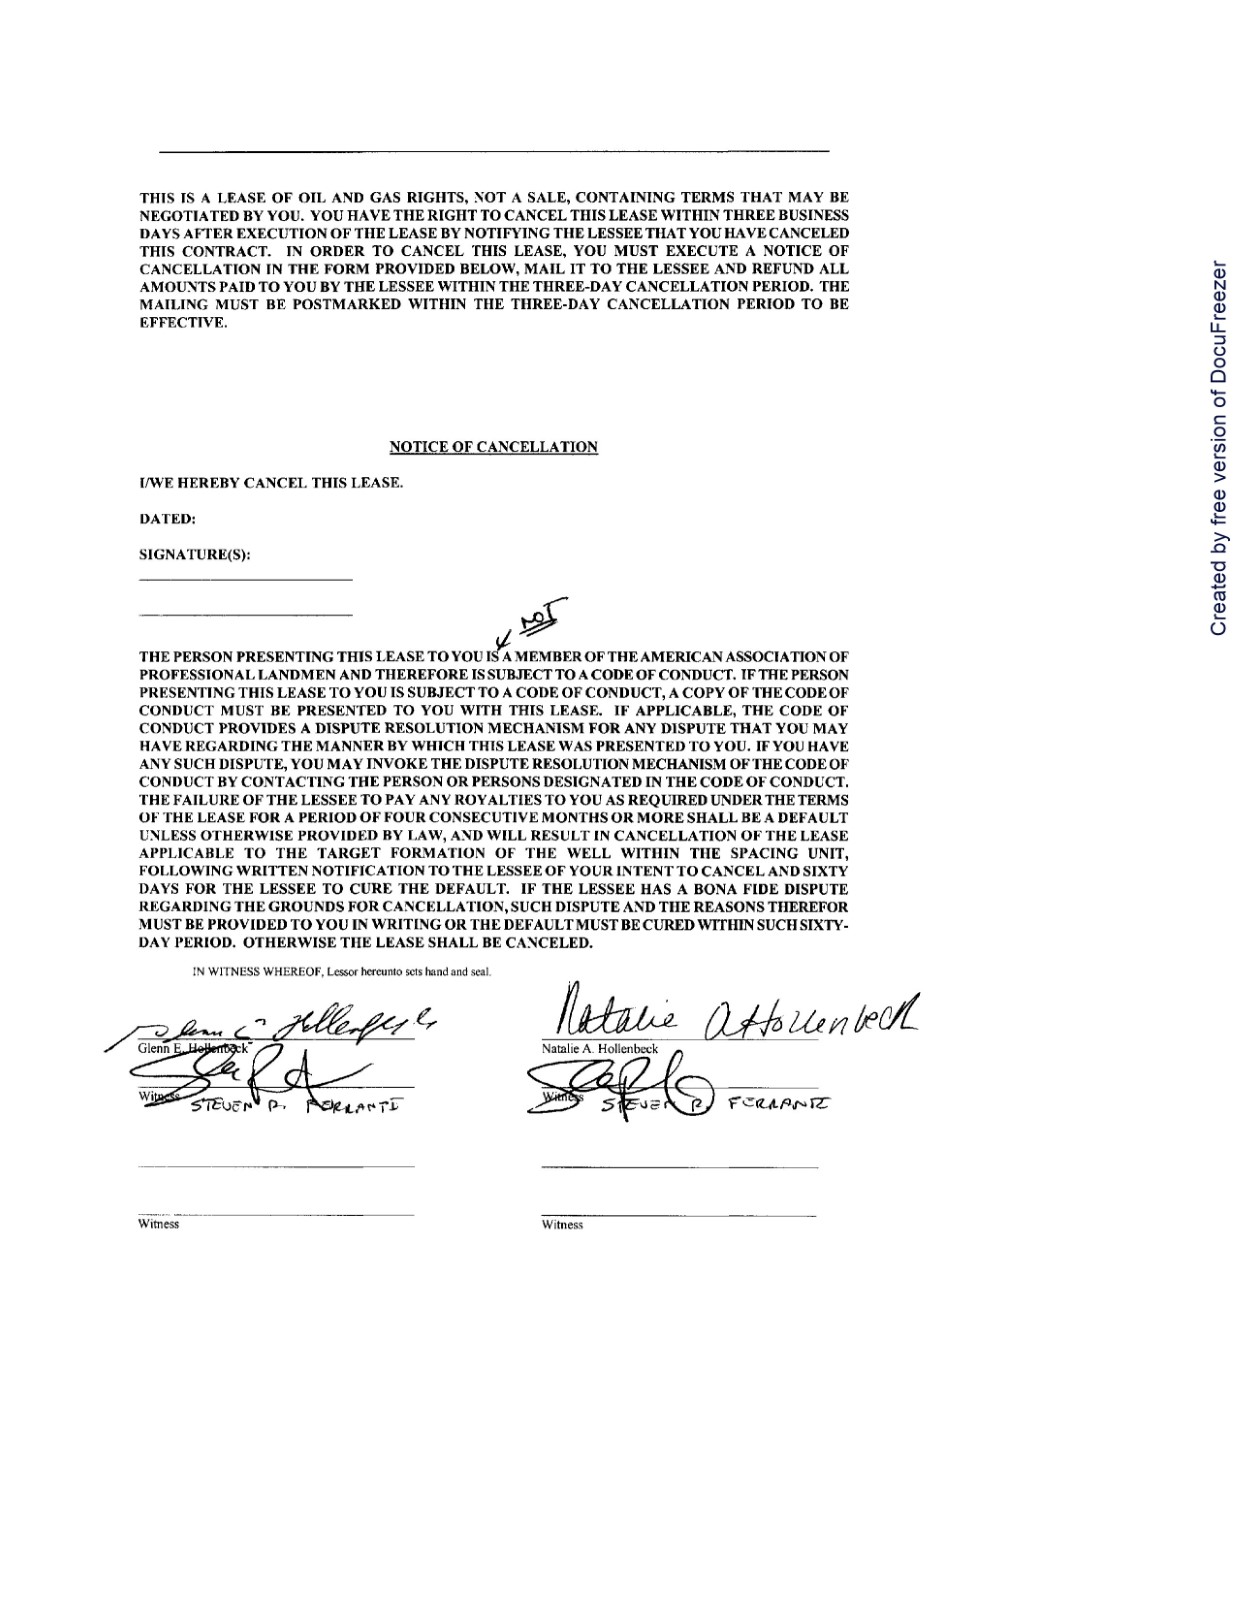 THIS IS A LEASE OF OIL AND GAS RIGHTS, NOT A SALE, CONTAINING TERMS THAT MAY BE
NEGOTIATED BY YOU. YOU HAVE THE RIGHT TO CANCEL THIS LEASE WITHIN THREE BUSINESS
DAYS AFTER EXECUTION OF THE LEASE BY NOTIFYING THE LESSEE THAT YOU HAVE CANCELED
THIS CONTRACT. IN ORDER TO CANCEL THIS LEASE, YOU MUST EXECUTE A NOTICE OF
CANCELLATION IN THE FORM PROVIDED BELOW, MAIL IT TO THE LESSEE AND REFUND ALL
AMOUNTS PAID TO YOU BY THE LESSEE WITHIN THE THREE-DAY CANCELLATION PERIOD. THE
MAILING MUST BE POSTMARKED WITHIN THE THREE-DAY CANCELLATION PERIOD TO BE
EFFECTIVE.
NOTICE OF CANCELLATION
I/WE HEREBY CANCEL THIS LEASE.
DATED:
SIGNATURE(S):
NOT
THE PERSON PRESENTING THIS LEASE TO YOU IS A MEMBER OF THE AMERICAN ASSOCIATION OF
PROFESSIONAL LANDMEN AND THEREFORE IS SUBJECT TO A CODE OF CONDUCT. IF THE PERSON
PRESENTING THIS LEASE TO YOU IS SUBJECT TO A CODE OF CONDUCT, A COPY OF THE CODE OF
CONDUCT MUST BE PRESENTED TO YOU WITH THIS LEASE. IF APPLICABLE, THE CODE OF
CONDUCT PROVIDES A DISPUTE RESOLUTION MECHANISM FOR ANY DISPUTE THAT YOU MAY
HAVE REGARDING THE MANNER BY WHICH THIS LEASE WAS PRESENTED TO YOU. IF YOU HAVE
ANY SUCH DISPUTE, YOU MAY INVOKE THE DISPUTE RESOLUTION MECHANISM OF THE CODE OF
CONDUCT BY CONTACTING THE PERSON OR PERSONS DESIGNATED IN THE CODE OF CONDUCT.
THE FAILURE OF THE LESSEE TO PAY ANY ROYALTIES TO YOU AS REQUIRED UNDER THE TERMS
OF THE LEASE FOR A PERIOD OF FOUR CONSECUTIVE MONTHS OR MORE SHALL BE A DEFAULT
UNLESS OTHERWISE PROVIDED BY LAW, AND WILL RESULT IN CANCELLATION OF THE LEASE
APPLICABLE TO THE TARGET FORMATION OF THE WELL WITHIN THE SPACING UNIT,
FOLLOWING WRITTEN NOTIFICATION TO THE LESSEE OF YOUR INTENT TO CANCEL AND SIXTY
DAYS FOR THE LESSEE TO CURE THE DEFAULT. IF THE LESSEE HAS A BONA FIDE DISPUTE
REGARDING THE GROUNDS FOR CANCELLATION, SUCH DISPUTE AND THE REASONS THEREFOR
MUST BE PROVIDED TO YOU IN WRITING OR THE DEFAULT MUST BE CURED WITHIN SUCH SIXTY-
DAY PERIOD. OTHERWISE THE LEASE SHALL BE CANCELED.
IN WITNESS WHEREOF, Lessor hereunto sets hand and seal.
Natalie A Hollenbeck
Glenn E. Hollenbeck
Natalie A. Hollenbeck
Witness
STEVEN P. FERRANTI
Witness
STEVEN P. FERRANTE
Witness
Witness
Created by free version of DocuFreezer